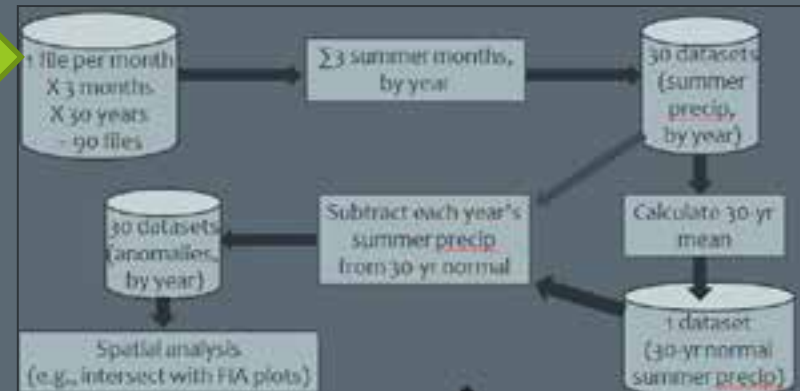 1 file per month
X 3 months
X 30 years
- 90 files
∑3 summer months,
by year
30 datasets
(summer
precip,
by year)
Calculate 30-yr
mean
1 dataset
(30-yr normal
summer precip)
Subtract each year's
summer precip
from 30-yr normal
30 datasets
(anomalies,
by year)
Spatial analysis
(e.g., intersect with FIA plots)